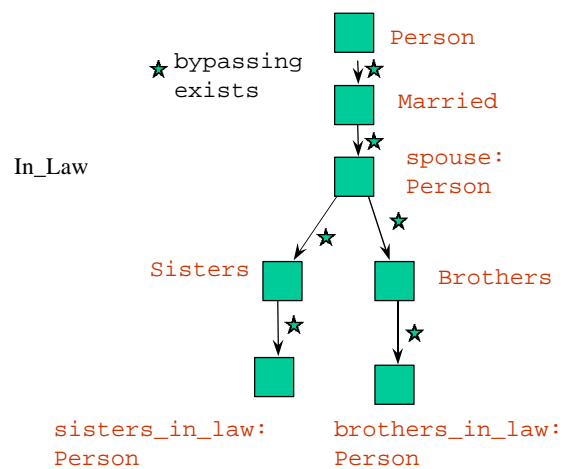 Person
bypassing
exists
Married
In_Law
spouse:
Person
Sisters
Brothers
sisters_in_law:
Person
brothers_in_law:
Person